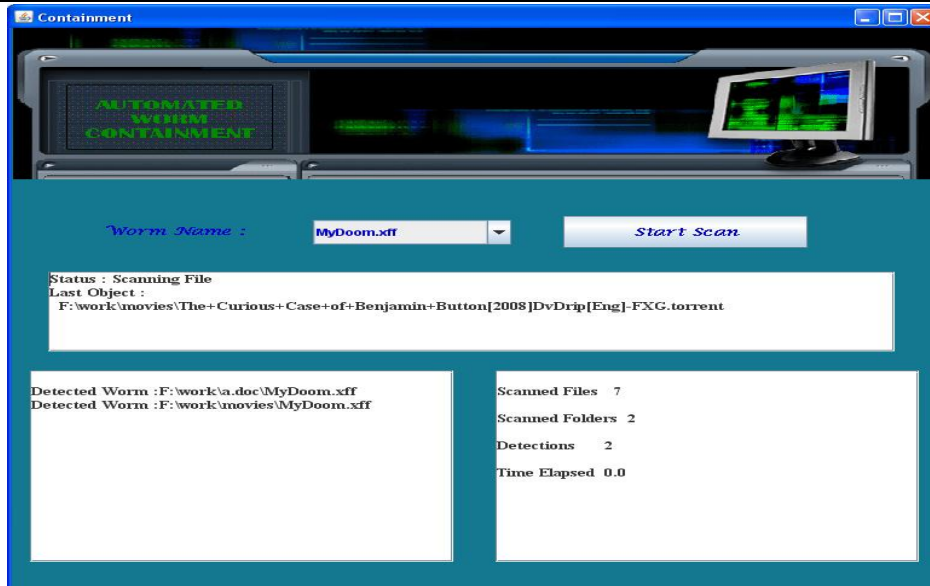 Containment
AUTOMATED
WORM
CONTAINMENT
Worm Name :
MyDoom.xff
Start Scan
Status : Scanning File
Last Object :
F:\work\movies\The+Curious+Case+of+Benjamin+Button[2008]DvDrip[Eng]-FXG.torrent
Detected Worm :F:\work\a.doc\MyDoom.xff
Detected Worm :F:\work\movies\MyDoom.xff
Scanned Files 7
Scanned Folders 2
Detections 2
Time Elapsed 0.0